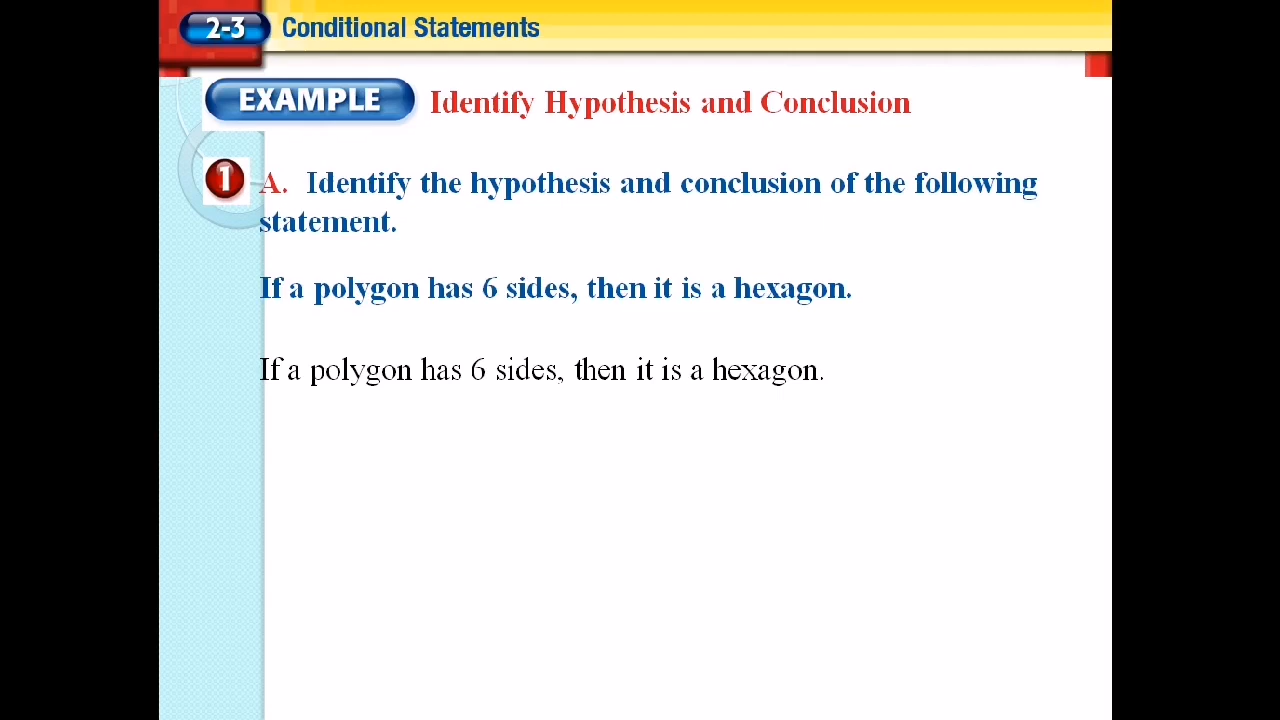 2-3 Conditional Statements
EXAMPLE Identify Hypothesis and Conclusion
1 A. Identify the hypothesis and conclusion of the following
statement.
If a polygon has 6 sides, then it is a hexagon.
If a polygon has 6 sides, then it is a hexagon.